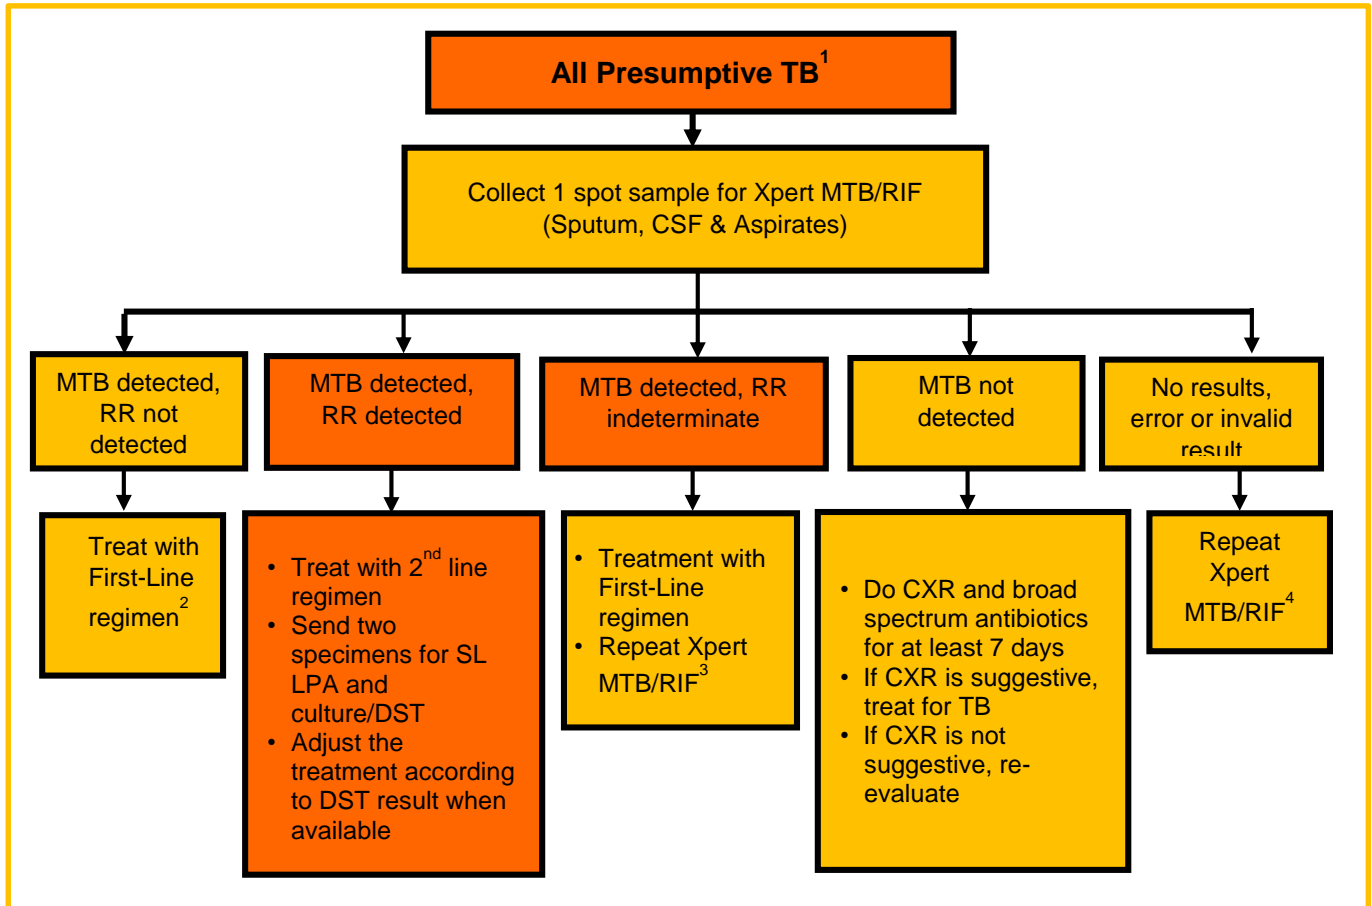 All Presumptive TB1
Collect 1 spot sample for Xpert MTB/RIF
(Sputum, CSF & Aspirates)
MTB detected,
RR not
detected
MTB detected,
RR detected
MTB detected, RR
indeterminate
MTB not
detected
No results,
error or invalid
result
Treat with
First-Line
regimen2
• Treat with 2nd line
regimen
• Send two
specimens for SL
LPA and
culture/DST
• Adjust the
treatment according
to DST result when
available
• Treatment with
First-Line
regimen
• Repeat Xpert
MTB/RIF3
• Do CXR and broad
spectrum antibiotics
for at least 7 days
• If CXR is suggestive,
treat for TB
• If CXR is not
suggestive, re-
evaluate
Repeat
Xpert
MTB/RIF4